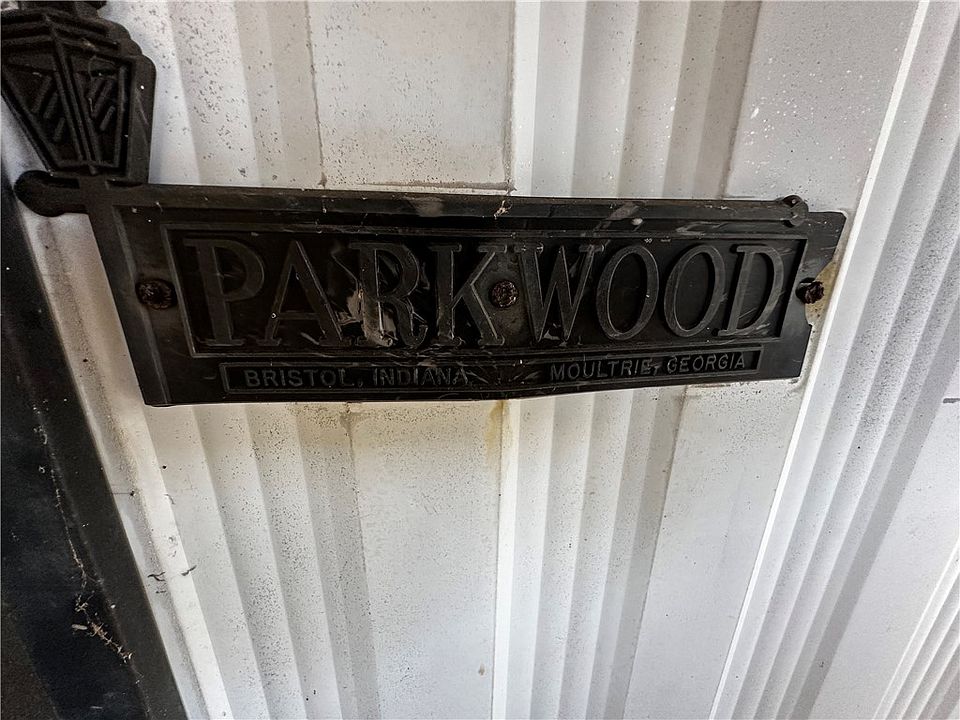 PARKWOOD
BRISTOL, INDIANA MOULTRIE, GEORGIA